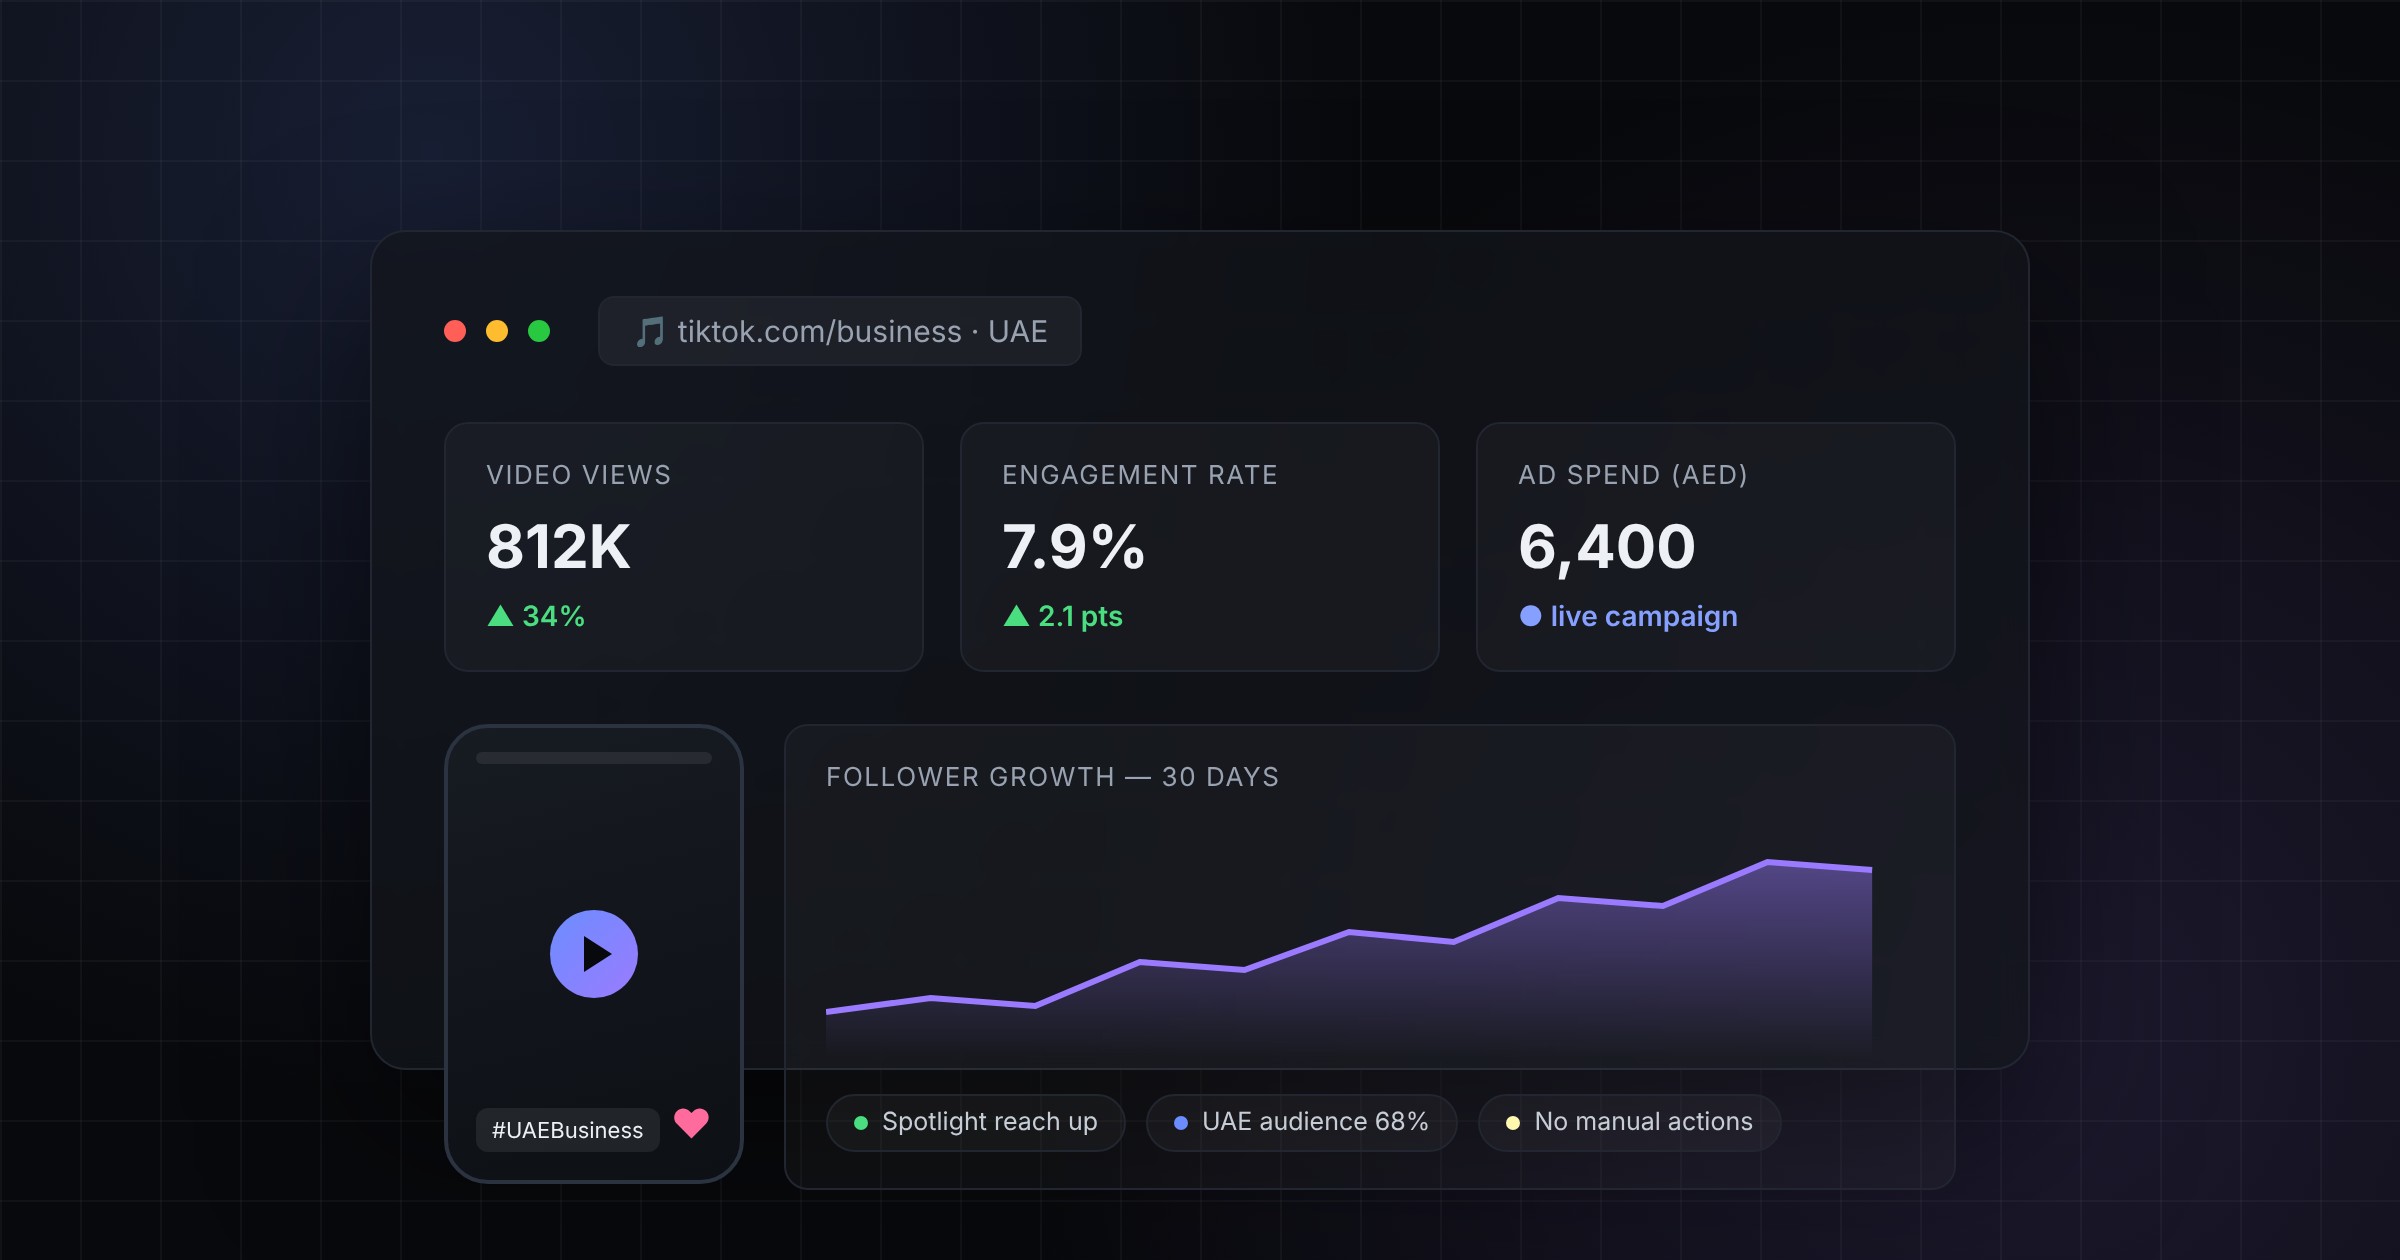 🎵 tiktok.com/business · UAE
VIDEO VIEWS
812K
▲ 34%
ENGAGEMENT RATE
7.9%
▲ 2.1 pts
AD SPEND (AED)
6,400
● live campaign
#UAEBusiness
FOLLOWER GROWTH — 30 DAYS
Spotlight reach up
UAE audience 68%
No manual actions